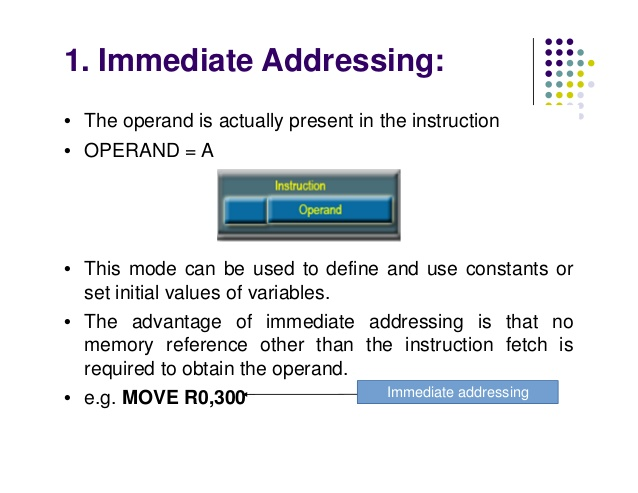 1. Immediate Addressing:
• The operand is actually present in the instruction
• OPERAND = A
Instruction
Operand
• This mode can be used to define and use constants or
set initial values of variables.
• The advantage of immediate addressing is that no
memory reference other than the instruction fetch is
required to obtain the operand.
• e.g. MOVE R0,300
Immediate addressing